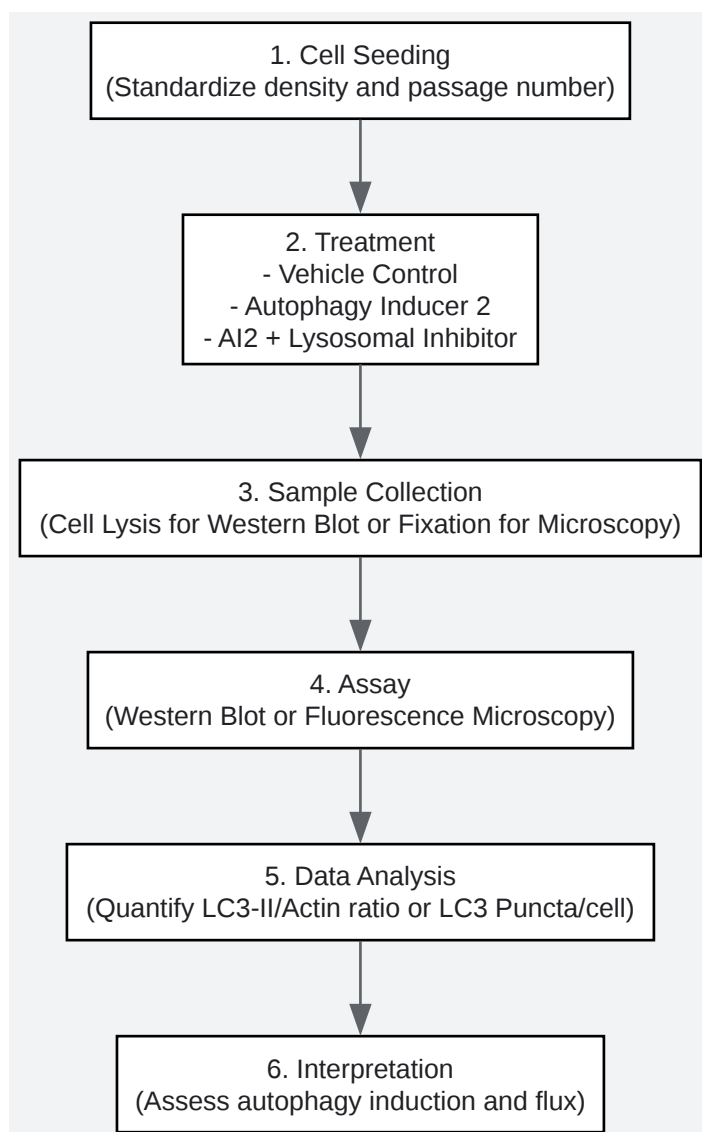 1. Cell Seeding
(Standardize density and passage number)
2. Treatment
- Vehicle Control
- Autophagy Inducer 2
- AI2 + Lysosomal Inhibitor
3. Sample Collection
(Cell Lysis for Western Blot or Fixation for Microscopy)
4. Assay
(Western Blot or Fluorescence Microscopy)
5. Data Analysis
(Quantify LC3-II/Actin ratio or LC3 Puncta/cell)
6. Interpretation
(Assess autophagy induction and flux)